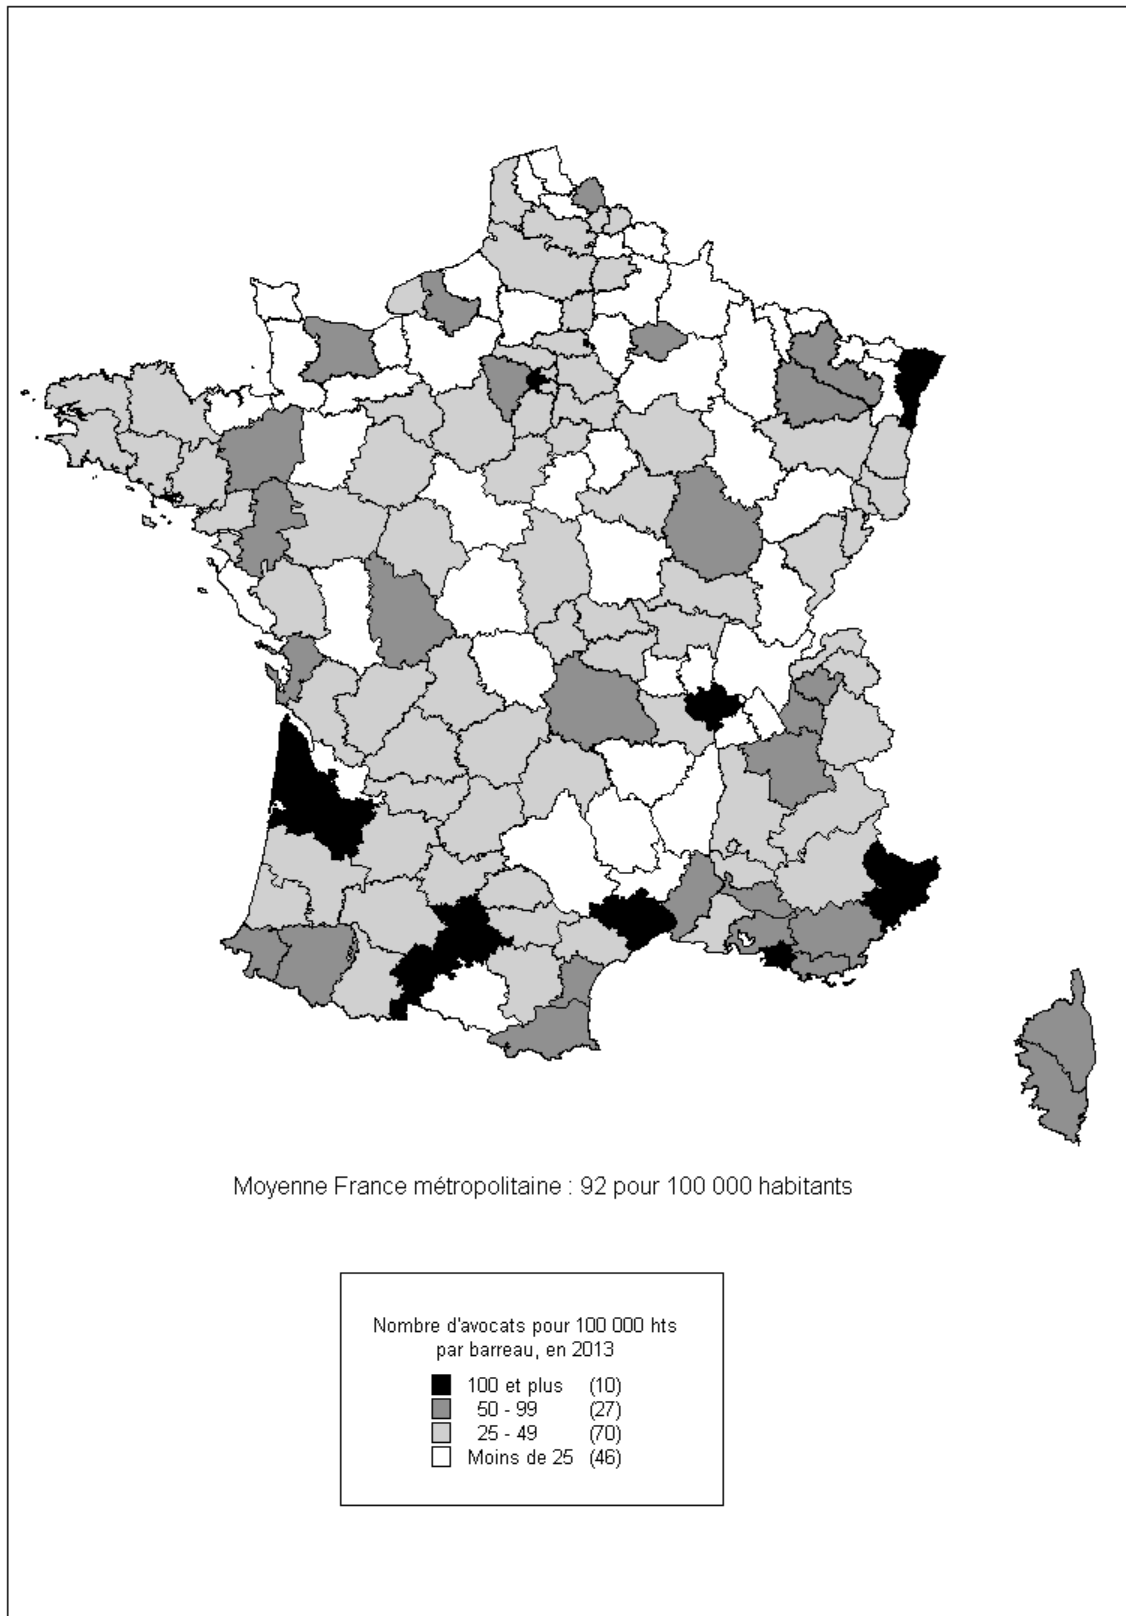 Moyenne France métropolitaine : 92 pour 100 000 habitants
Nombre d'avocats pour 100 000 hts
par barreau, en 2013
100 et plus (10)
50 - 99 (27)
25 - 49 (70)
Moins de 25 (46)